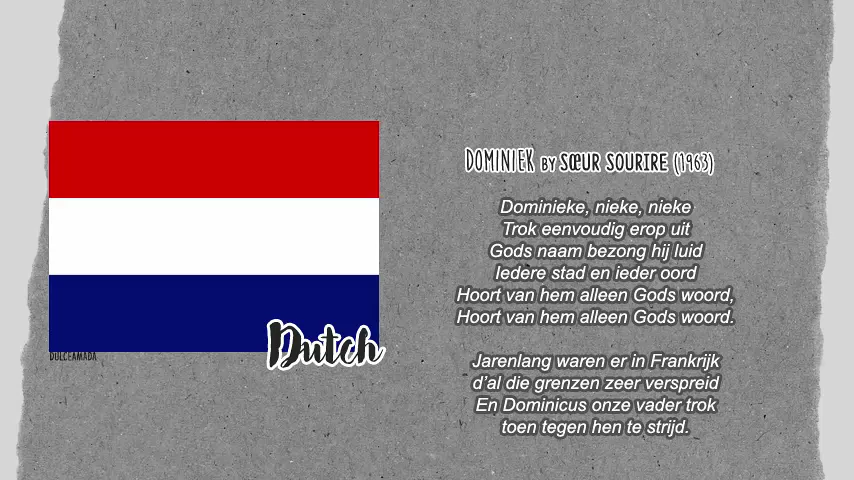 DOMINIEK BY SŒUR SOURIRE (1963)
Dominieke, nieke, nieke
Trok eenvoudig erop uit
Gods naam bezong hij luid
Iedere stad en ieder oord
Hoort van hem alleen Gods woord,
Hoort van hem alleen Gods woord.
Jarenlang waren er in Frankrijk
d'al die grenzen zeer verspreid
En Dominicus onze vader trok
toen tegen hen te strijd.
Dutch
DULCEAMADA